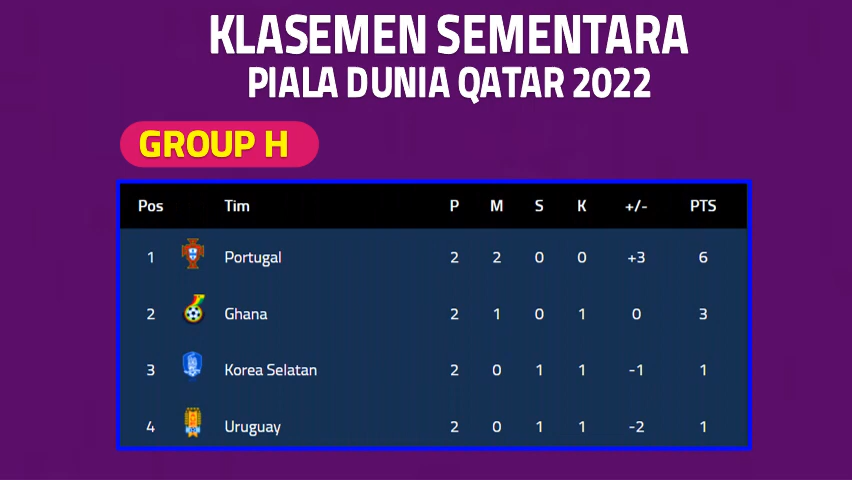 KLASEMEN SEMENTARA
PIALA DUNIA QATAR 2022
GROUP H
Pos Tim P M S K +/- PTS
1 Portugal 2 2 0 0 +3 6
2 Ghana 2 1 0 1 0 3
3 Korea Selatan 2 0 1 1 -1 1
4 Uruguay 2 0 1 1 -2 1